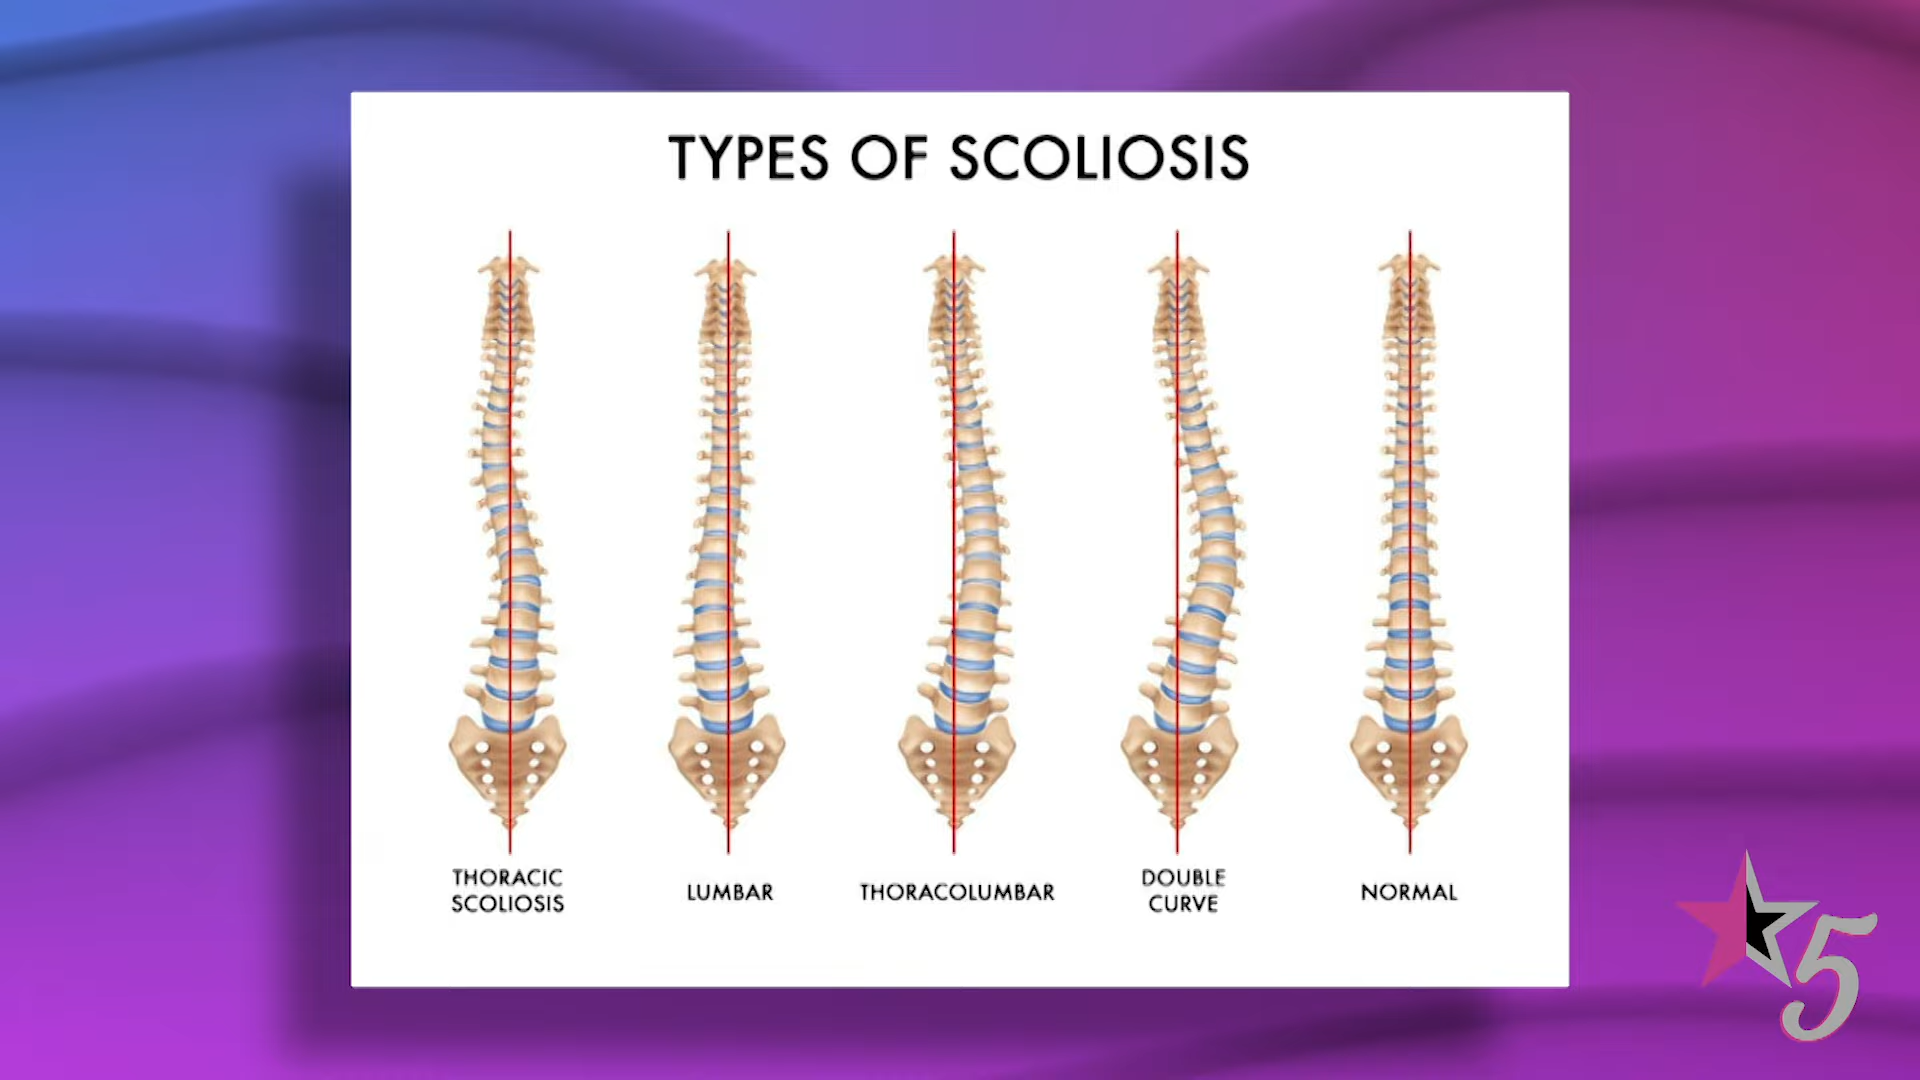 TYPES OF SCOLIOSIS
THORACIC
SCOLIOSIS
LUMBAR
THORACOLUMBAR
DOUBLE
CURVE
NORMAL
5